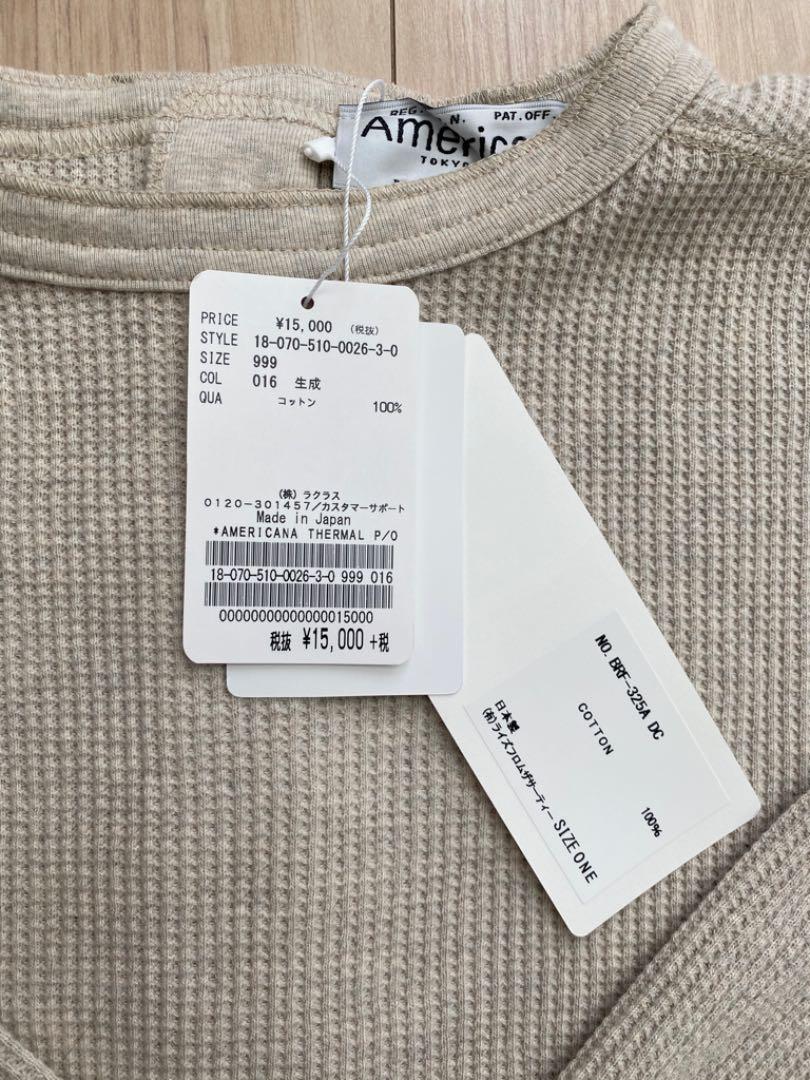 PAT.OFF.
TOKYO
PRICE ¥15,000 (税抜)
STYLE 18-070-510-0026-3-0
SIZE 999
COL 016 生成
QUA コットン 100%
(株) ラクラス
0120-301457/カスタマーサポート
Made in Japan
*AMERICANA THERMAL P/O
18-070-510-0026-3-0 999 016
00000000000000015000
税抜 ¥15,000 +税
NO. BRF-325A DC
COTTON 100%
日本製
(有)ライズフロムザサーティー SIZE ONE